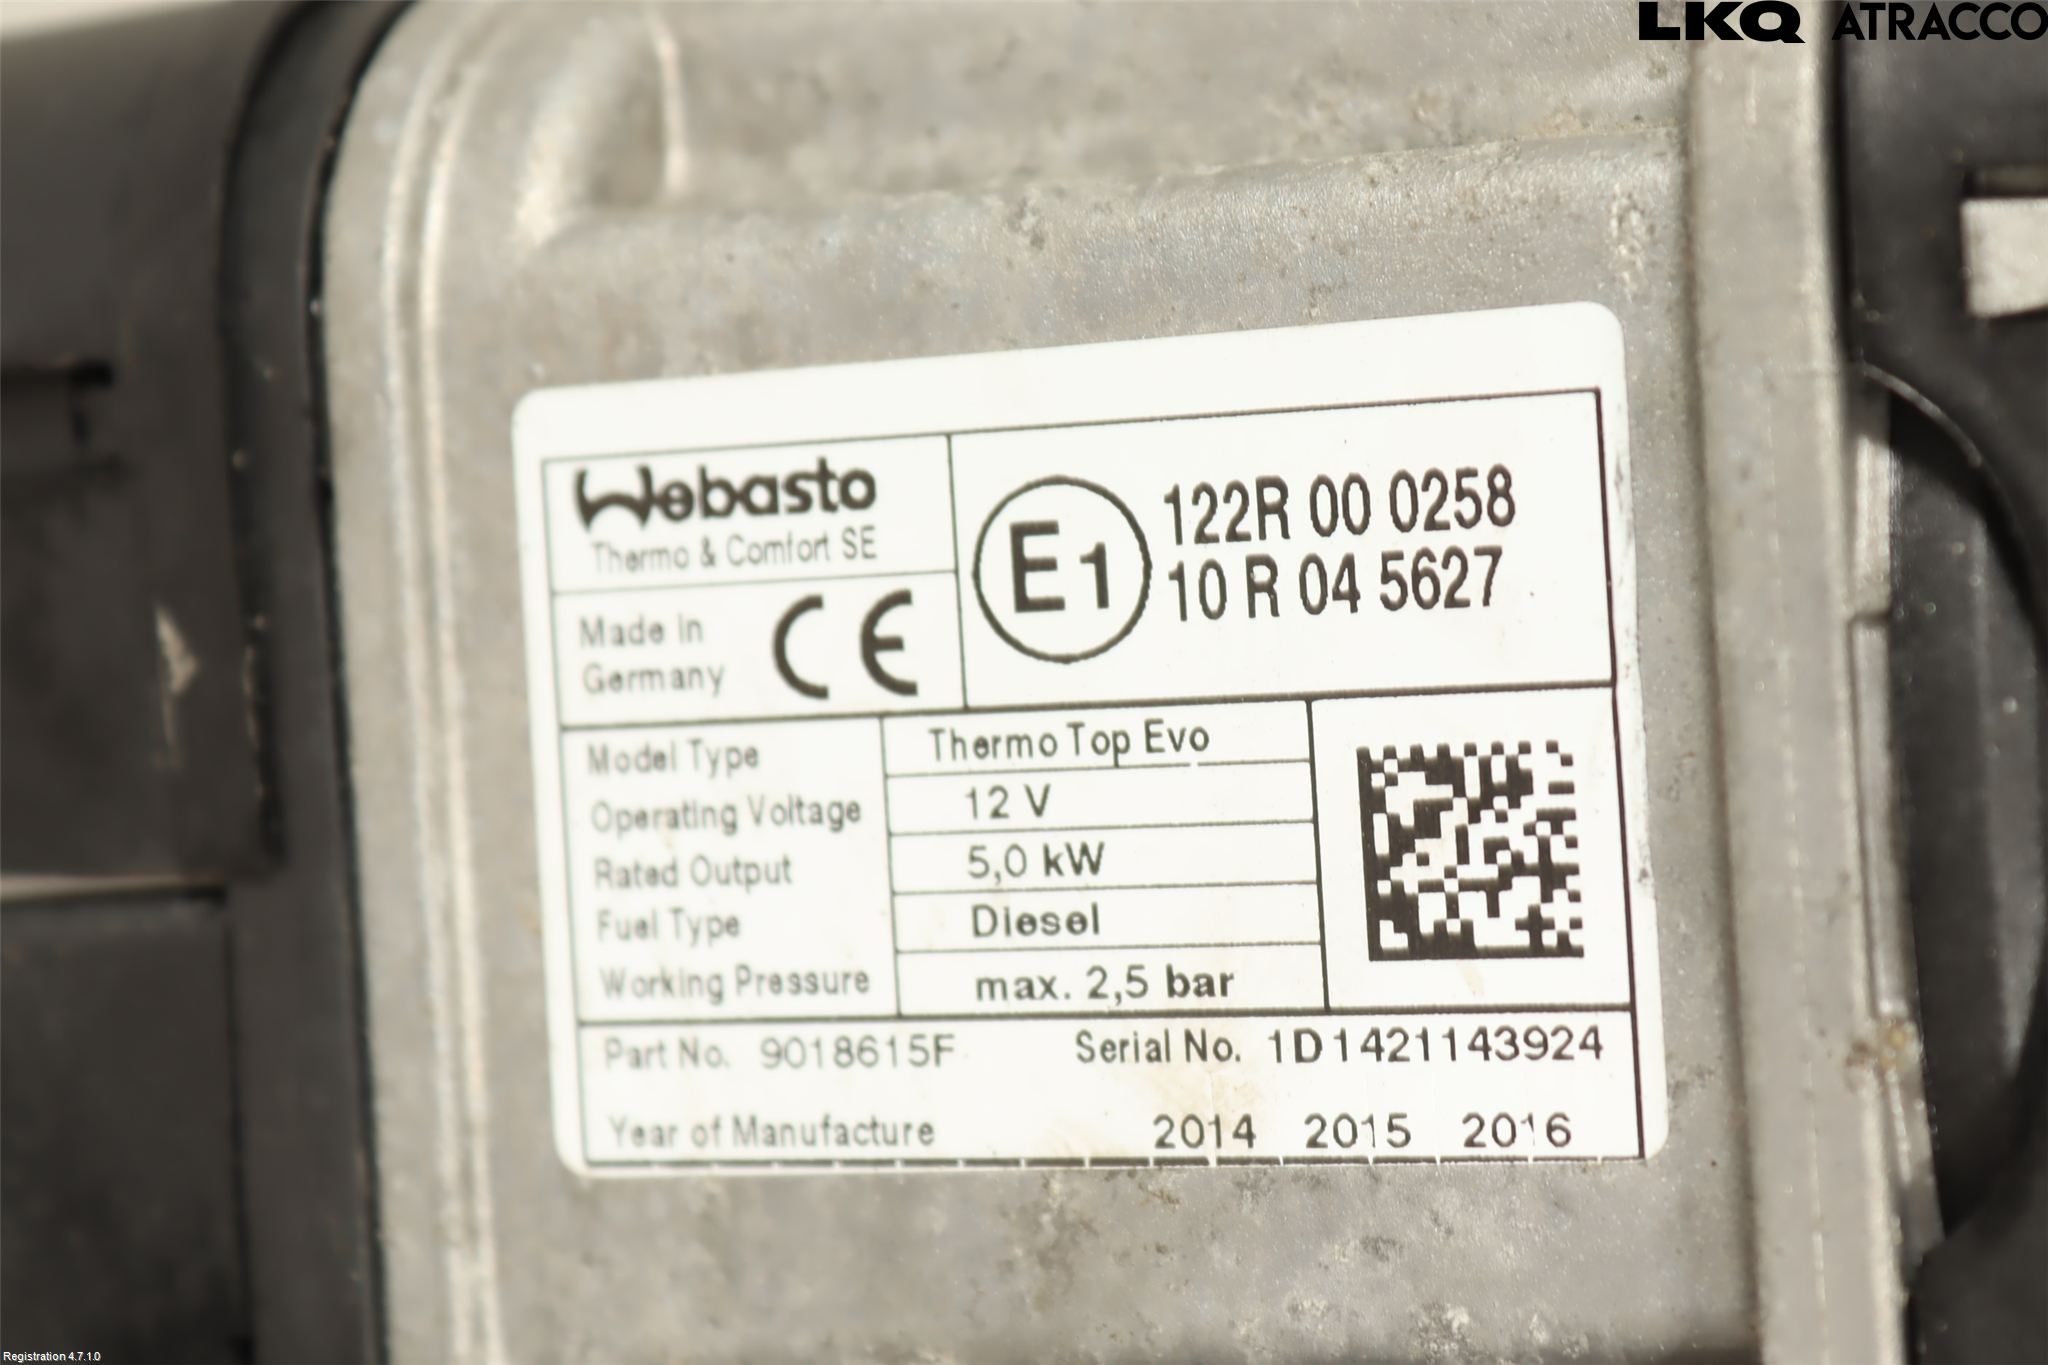 LKQ ATRACCO
Webasto
Thermo & Comfort SE
Made in
Germany
CE
E1
122R 00 0258
10 R 04 5627
Model Type Thermo Top Evo
Operating Voltage 12 V
Rated Output 5,0 kW
Fuel Type Diesel
Working Pressure max. 2,5 bar
Part No. 9018615F Serial No. 1D1421143924
Year of Manufacture 2014 2015 2016
Registration 4.7.1.0